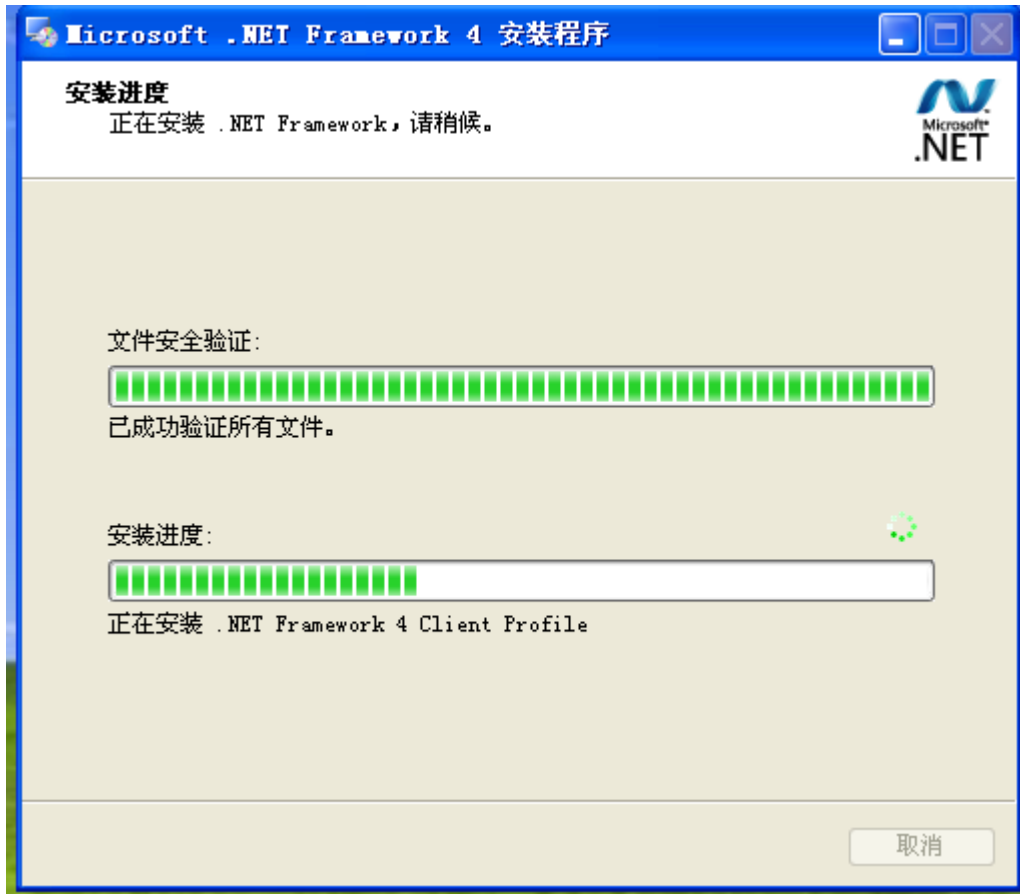 Microsoft .NET Framework 4 安装程序
安装进度
正在安装 .NET Framework，请稍候。
Microsoft
.NET
文件安全验证:
已成功验证所有文件。
安装进度:
正在安装 .NET Framework 4 Client Profile
取消